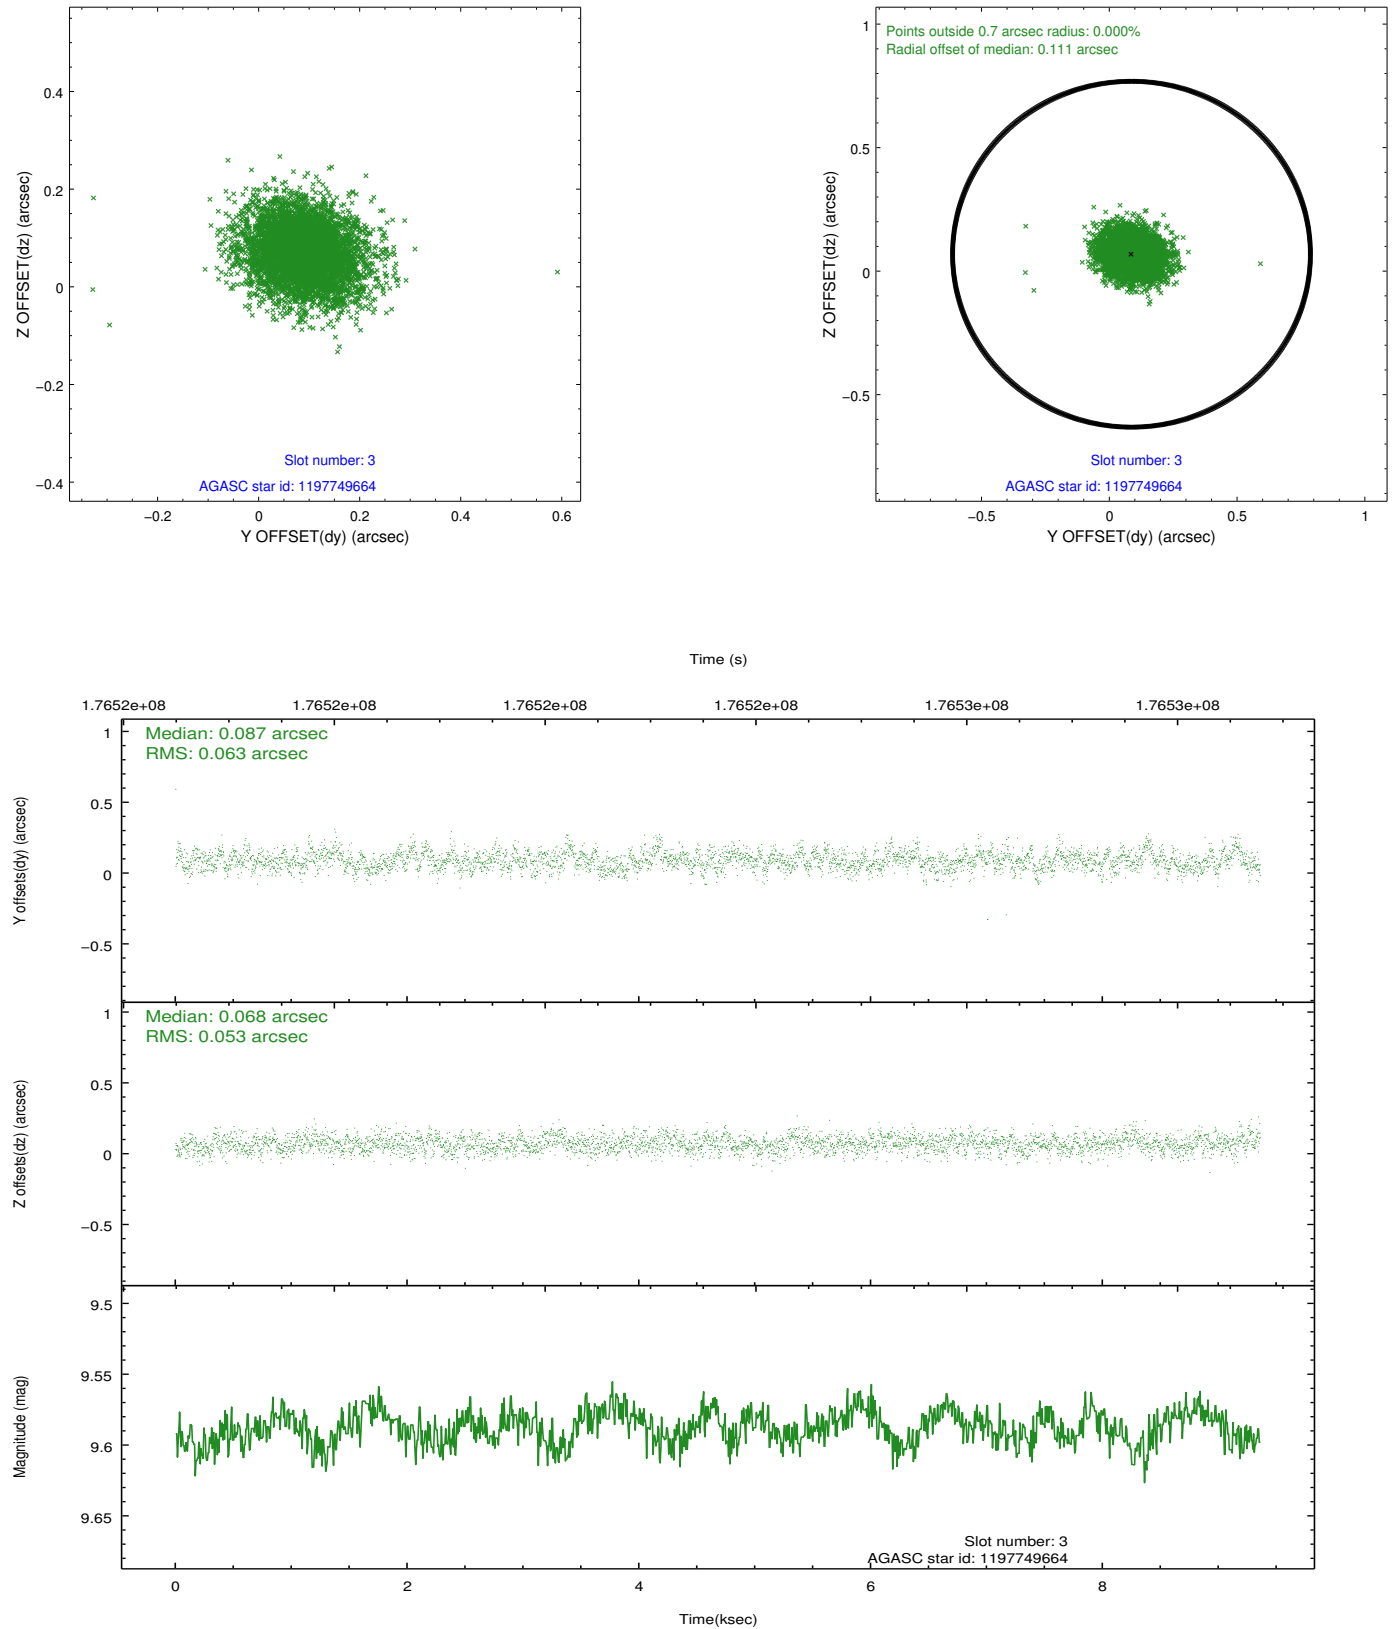 0.4
0.2
0
−0.2
−0.4
Z OFFSET(dz) (arcsec)
Slot number: 3
AGASC star id: 1197749664
−0.2 0 0.2 0.4 0.6
Y OFFSET(dy) (arcsec)
1
0.5
0
−0.5
Z OFFSET(dz) (arcsec)
Points outside 0.7 arcsec radius: 0.000%
Radial offset of median: 0.111 arcsec
Slot number: 3
AGASC star id: 1197749664
−0.5 0 0.5 1
Y OFFSET(dy) (arcsec)
Time (s)
1.7652e+08 1.7652e+08 1.7652e+08 1.7652e+08 1.7653e+08 1.7653e+08
Median: 0.087 arcsec
RMS: 0.063 arcsec
1
0.5
0
−0.5
Y offsets(dy) (arcsec)
Median: 0.068 arcsec
RMS: 0.053 arcsec
1
0.5
0
−0.5
Z offsets(dz) (arcsec)
9.5
9.55
9.6
9.65
Magnitude (mag)
Slot number: 3
AGASC star id: 1197749664
0 2 4 6 8
Time(ksec)